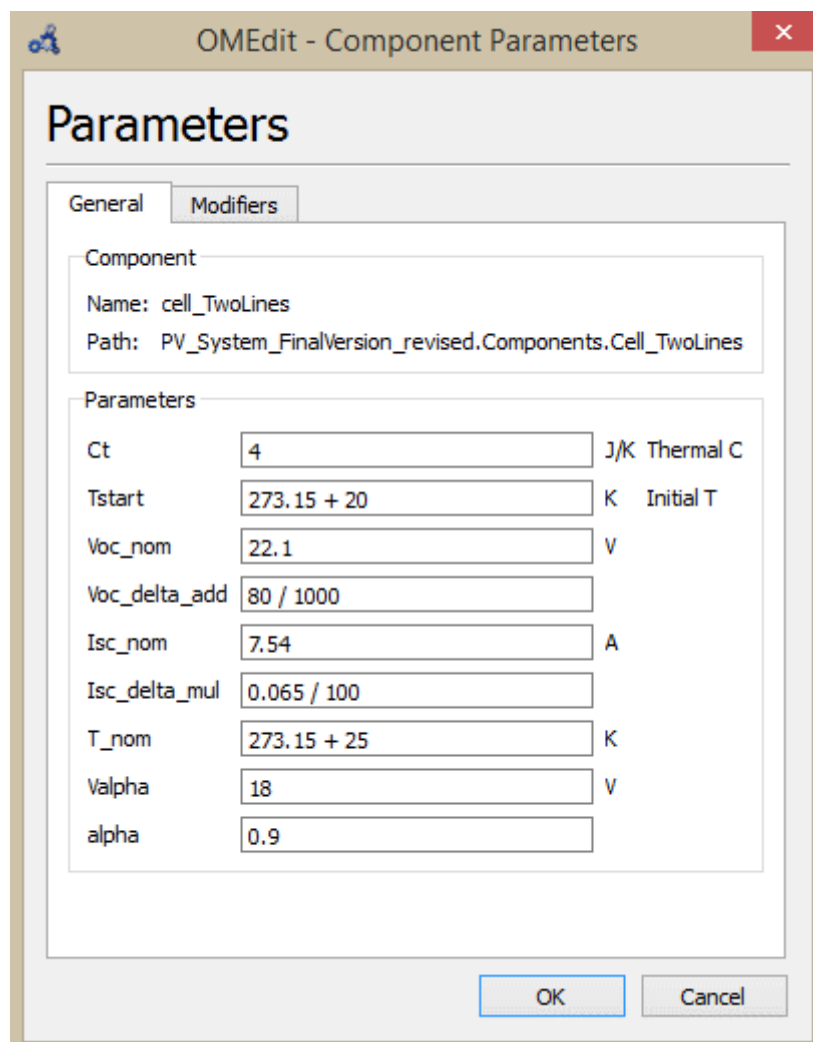 OMEdit - Component Parameters
Parameters
General Modifiers
Component
Name: cell_TwoLines
Path: PV_System_FinalVersion_revised.Components.Cell_TwoLines
Parameters
Ct 4 J/K Thermal C
Tstart 273.15 + 20 K Initial T
Voc_nom 22.1 V
Voc_delta_add 80 / 1000
Isc_nom 7.54 A
Isc_delta_mul 0.065 / 100
T_nom 273.15 + 25 K
Valpha 18 V
alpha 0.9
OK Cancel